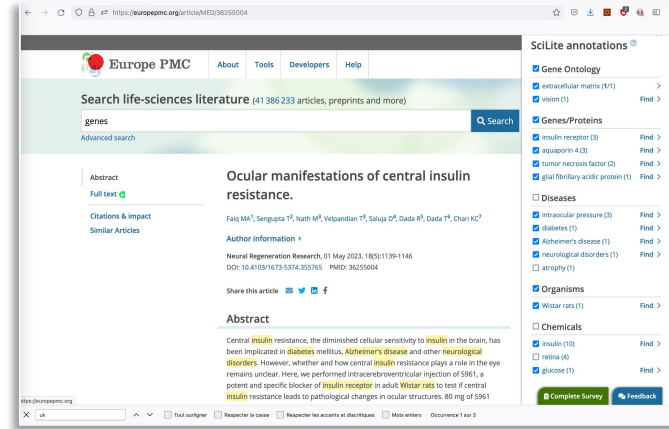 https://europepmc.org/article/MED/36255004
Europe PMC
About
Tools
Developers
Help
Search life-sciences literature (41 386 233 articles, preprints and more)
genes
Search
Advanced search
Abstract
Full text
Citations & impact
Similar Articles
Ocular manifestations of central insulin
resistance.
Faiq MA1, Sengupta T2, Nath M3, Velpandian T3, Saluja D4, Dada R5, Dada T6, Chan KC7
Author information
Neural Regeneration Research, 01 May 2023, 18(5):1139-1146
DOI: 10.4103/1673-5374.355765 PMID: 36255004
Share this article
Abstract
Central insulin resistance, the diminished cellular sensitivity to insulin in the brain, has
been implicated in diabetes mellitus, Alzheimer's disease and other neurological
disorders. However, whether and how central insulin resistance plays a role in the eye
remains unclear. Here, we performed intracerebroventricular injection of S961, a
potent and specific blocker of insulin receptor in adult Wistar rats to test if central
insulin resistance leads to pathological changes in ocular structures. 80 mg of S961
SciLite annotations
Gene Ontology
extracellular matrix (1/1)
vision (1) Find
Genes/Proteins
insulin receptor (3) Find
aquaporin 4 (3) Find
tumor necrosis factor (2) Find
glial fibrillary acidic protein (1) Find
Diseases
intraocular pressure (3) Find
diabetes (1) Find
Alzheimer's disease (1) Find
neurological disorders (1) Find
atrophy (1)
Organisms
Wistar rats (1) Find
Chemicals
insulin (10) Find
retina (4)
glucose (1) Find
Complete Survey
Feedback
https://europepmc.org
uk
Tout surligner
Respecter la casse
Respecter les accents et diacritiques
Mots entiers
Occurrence 1 sur 3